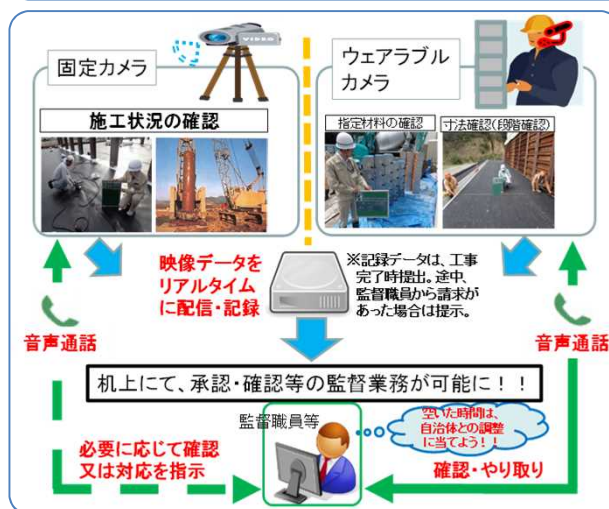 固定カメラ
VIDEO
施工状況の確認
ウェアラブル
カメラ
指定材料の確認
寸法確認(段階確認)
映像データを
リアルタイム
に配信・記録
※記録データは、工事
完了時提出。途中、
監督職員から請求が
あった場合は提示。
音声通話
音声通話
机上にて、承認・確認等の監督業務が可能に!!
監督職員等
空いた時間は、
自治体との調整
に当てよう!!
必要に応じて確認
又は対応を指示
確認・やり取り